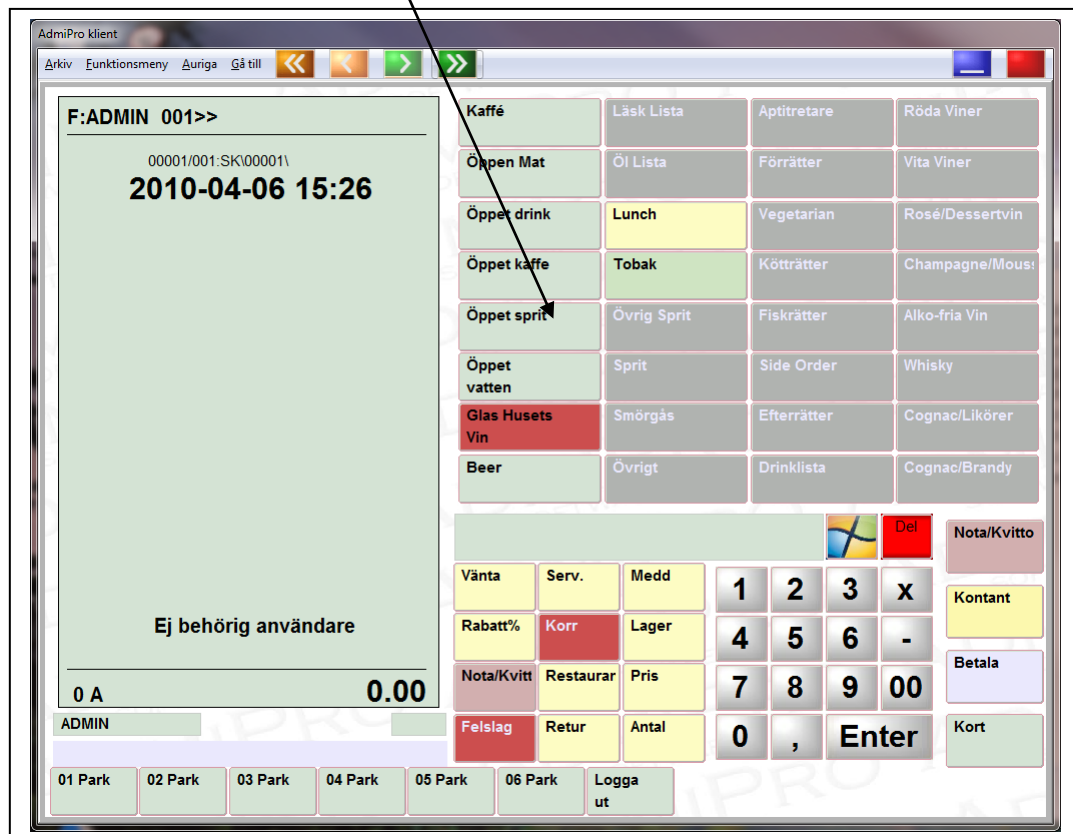 AdmiPro klient
Arkiv Funktionsmeny Auriga Gå till
F:ADMIN 001>>
00001/001:SK\00001\
2010-04-06 15:26
Ej behörig användare
0 A 0.00
ADMIN
Kaffé Läsk Lista Aptitretare Röda Viner
Öppen Mat Öl Lista Förrätter Vita Viner
Öppet drink Lunch Vegetarian Rosé/Dessertvin
Öppet kaffe Tobak Kötträtter Champagne/Mous
Öppet sprit Övrig Sprit Fiskrätter Alko-fria Vin
Öppet
vatten
Sprit Side Order Whisky
Glas Husets
Vin
Smörgås Efterrätter Cognac/Likörer
Beer Övrigt Drinklista Cognac/Brandy
Del Nota/Kvitto
Vänta Serv. Medd 1 2 3 x Kontant
Rabatt% Korr Lager 4 5 6 -
Nota/Kvitt Restaurar Pris 7 8 9 00 Betala
Felslag Retur Antal 0 , Enter Kort
01 Park 02 Park 03 Park 04 Park 05 Park 06 Park Logga
ut